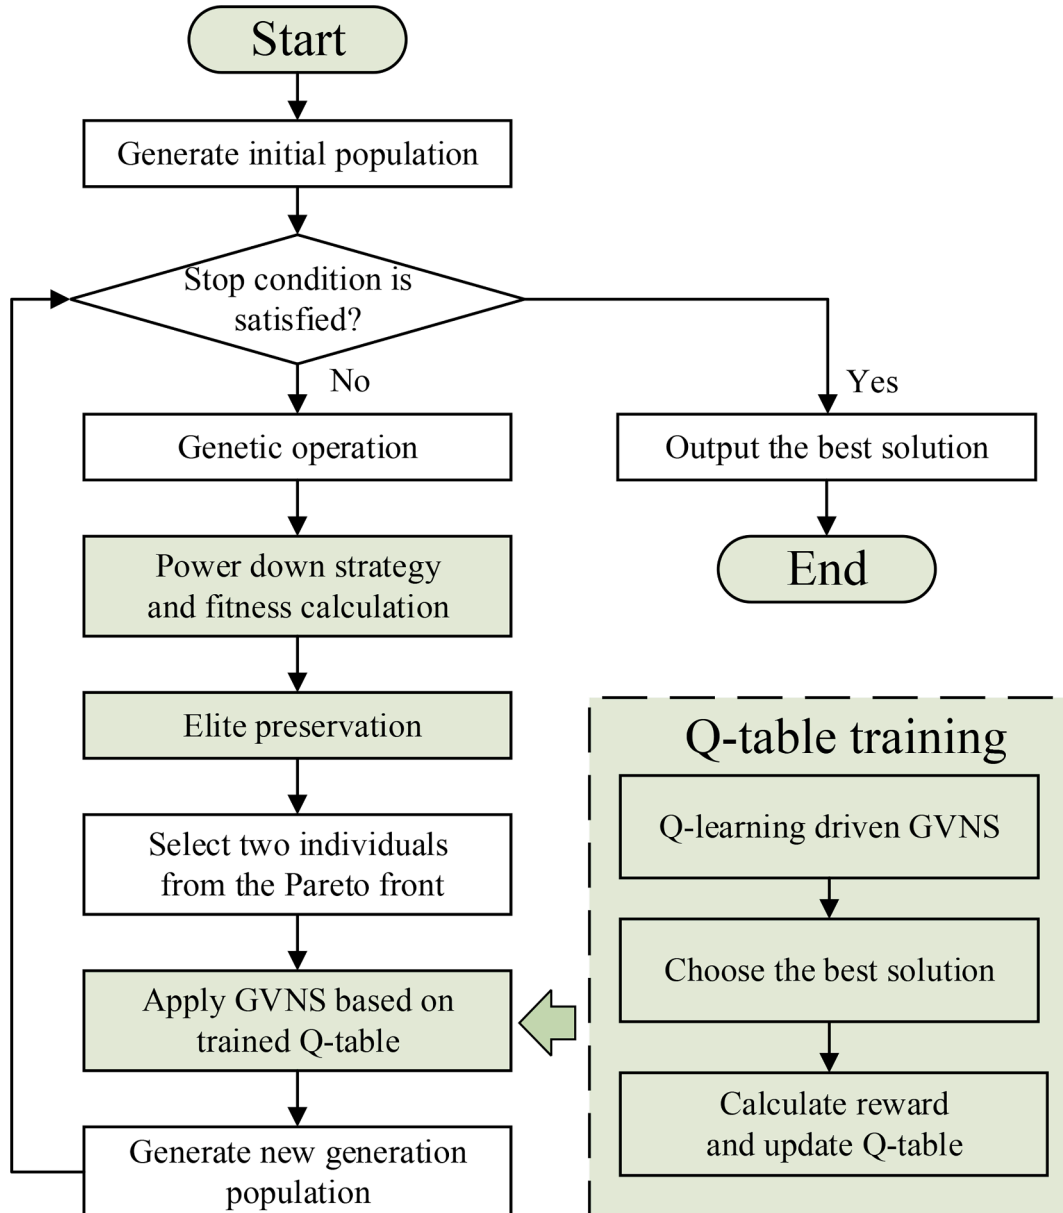 Start
Generate initial population
Stop condition is
satisfied?
No
Yes
Genetic operation
Output the best solution
Power down strategy
and fitness calculation
End
Elite preservation
Q-table training
Q-learning driven GVNS
Select two individuals
from the Pareto front
Choose the best solution
Apply GVNS based on
trained Q-table
Calculate reward
and update Q-table
Generate new generation
population